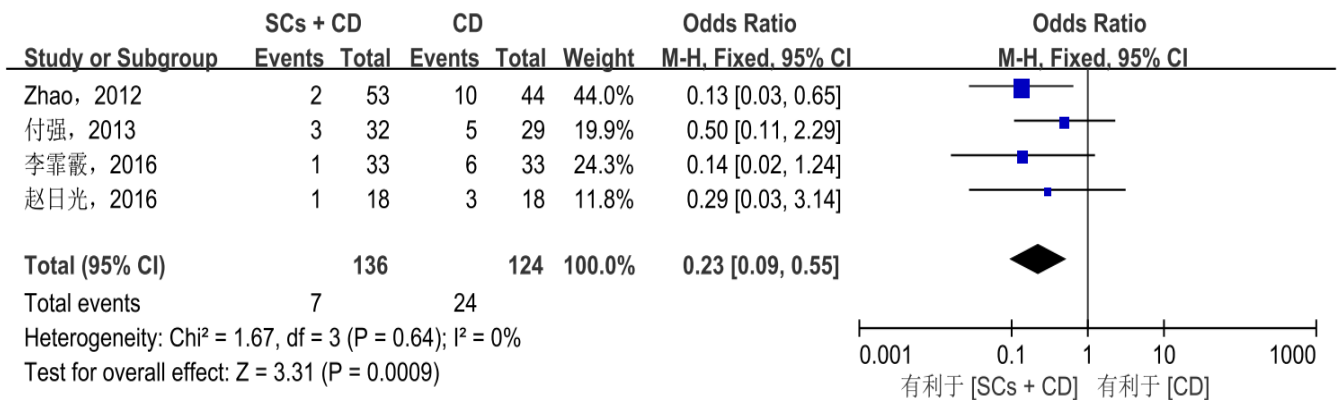 SCs + CD CD Odds Ratio Odds Ratio
Study or Subgroup Events Total Events Total Weight M-H, Fixed, 95% CI M-H, Fixed, 95% CI
Zhao，2012 2 53 10 44 44.0% 0.13 [0.03, 0.65]
付强，2013 3 32 5 29 19.9% 0.50 [0.11, 2.29]
李霏霰，2016 1 33 6 33 24.3% 0.14 [0.02, 1.24]
赵日光，2016 1 18 3 18 11.8% 0.29 [0.03, 3.14]
Total (95% CI) 136 124 100.0% 0.23 [0.09, 0.55]
Total events 7 24
Heterogeneity: Chi² = 1.67, df = 3 (P = 0.64); I² = 0%
Test for overall effect: Z = 3.31 (P = 0.0009)
0.001 0.1 1 10 1000
有利于 [SCs + CD] 有利于 [CD]